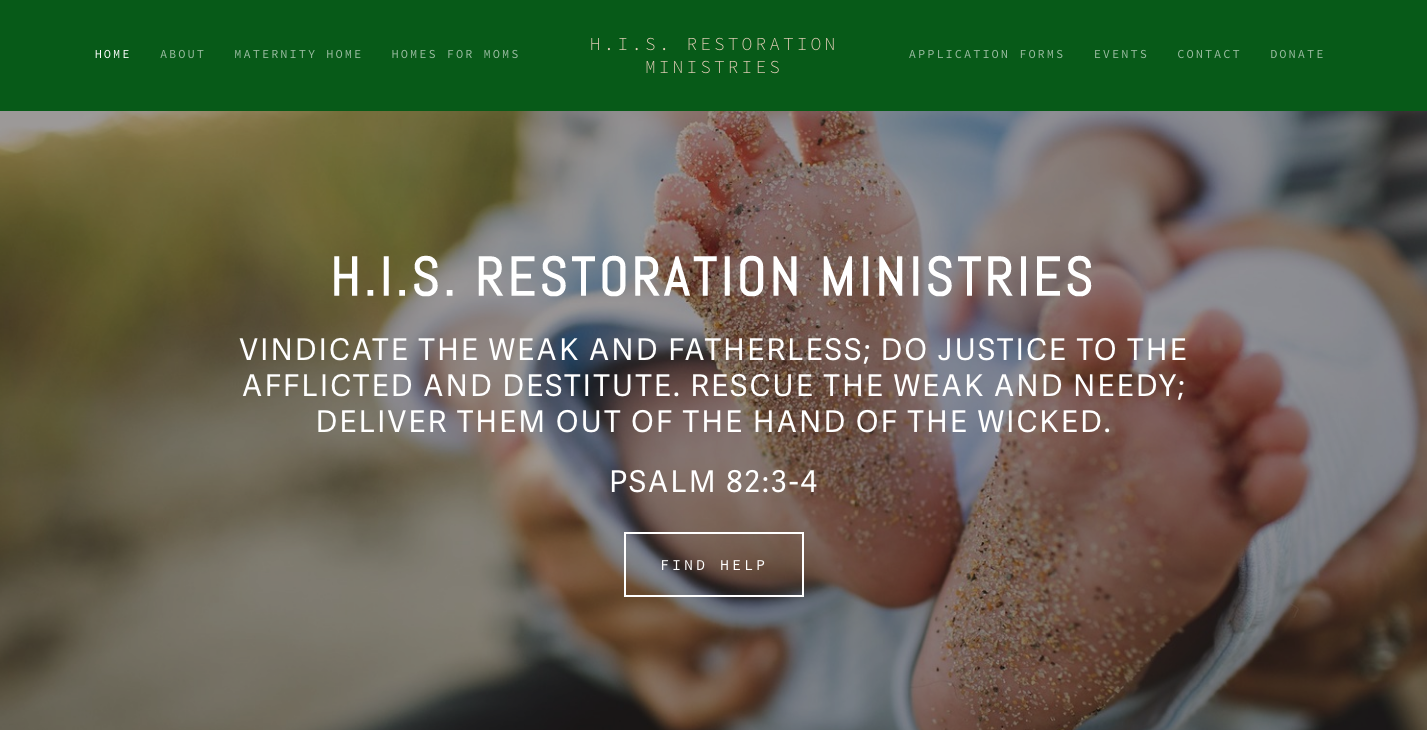 HOME
ABOUT
MATERNITY HOME
HOMES FOR MOMS
H.I.S. RESTORATION
MINISTRIES
APPLICATION FORMS
EVENTS
CONTACT
DONATE
H.I.S. RESTORATION MINISTRIES
VINDICATE THE WEAK AND FATHERLESS; DO JUSTICE TO THE
AFFLICTED AND DESTITUTE. RESCUE THE WEAK AND NEEDY;
DELIVER THEM OUT OF THE HAND OF THE WICKED.
PSALM 82:3-4
FIND HELP